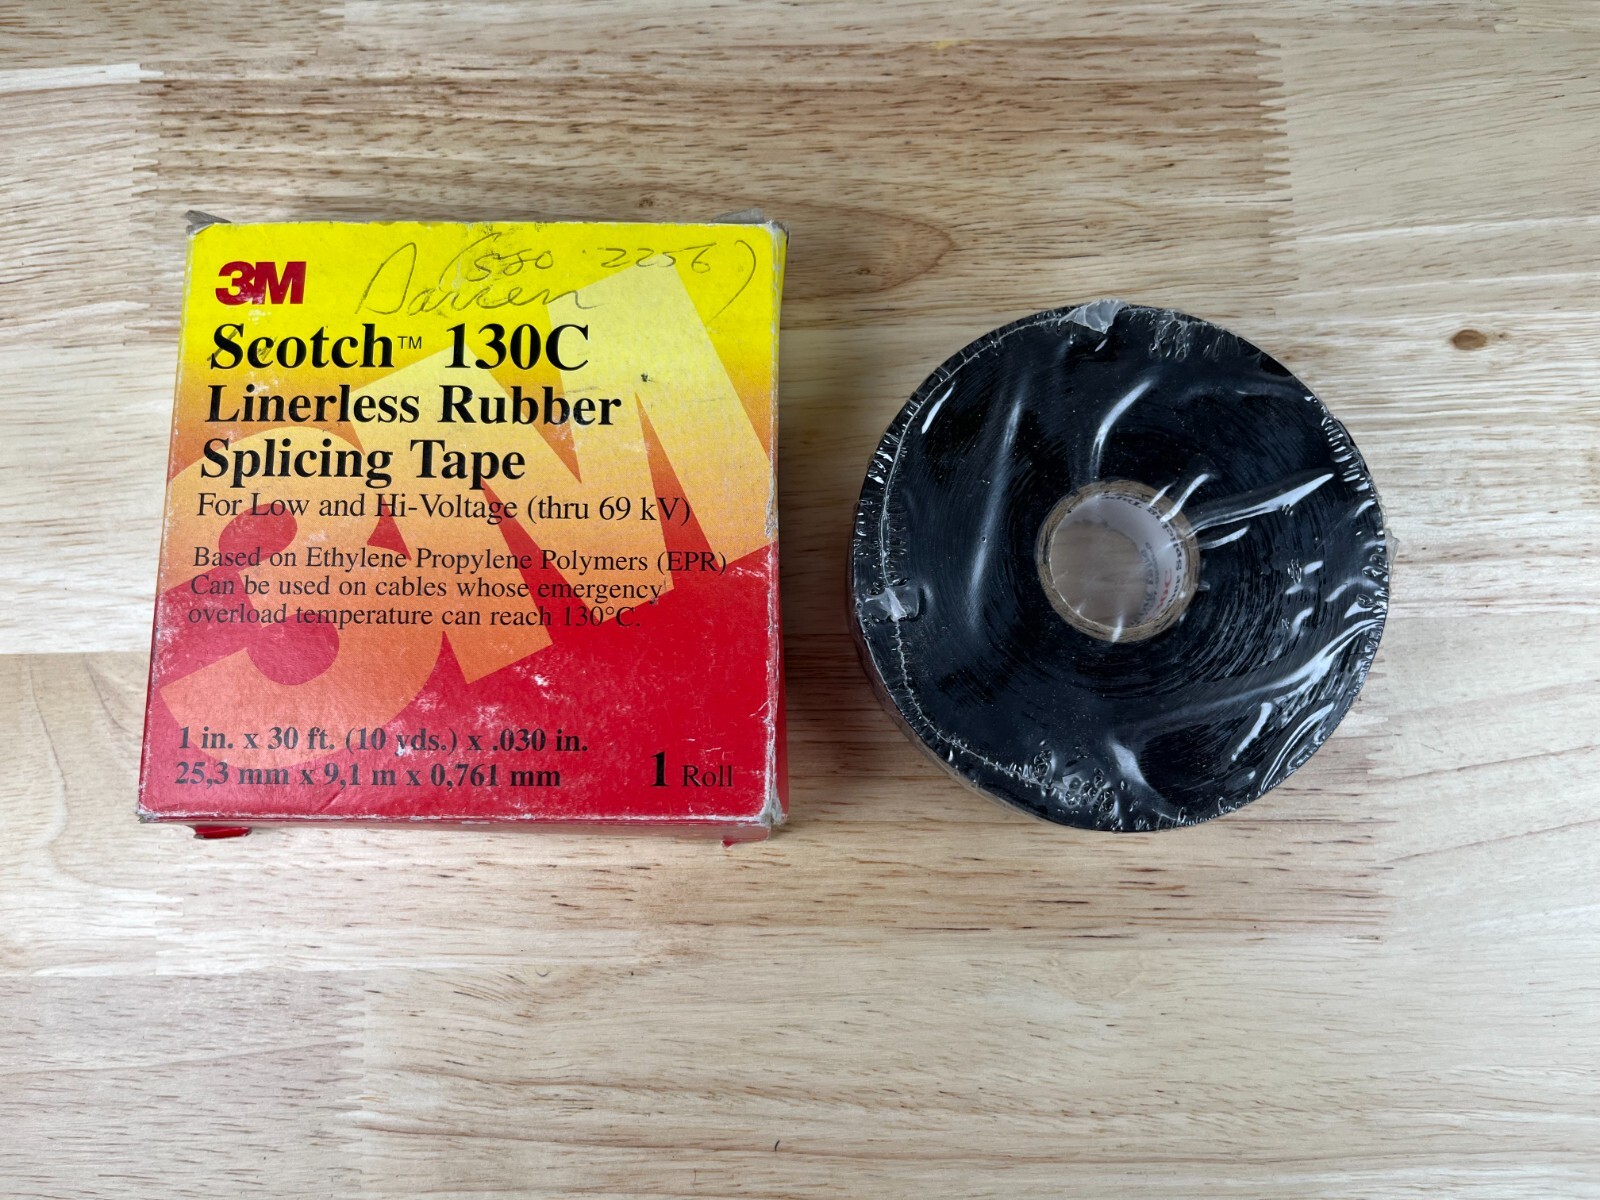 (580 2256)
Darren
3M
Scotch™ 130C
Linerless Rubber
Splicing Tape
For Low and Hi-Voltage (thru 69 kV)
Based on Ethylene Propylene Polymers (EPR)
Can be used on cables whose emergency
overload temperature can reach 130°C.
1 in. x 30 ft. (10 yds.) x .030 in.
25,3 mm x 9,1 m x 0,761 mm
1 Roll